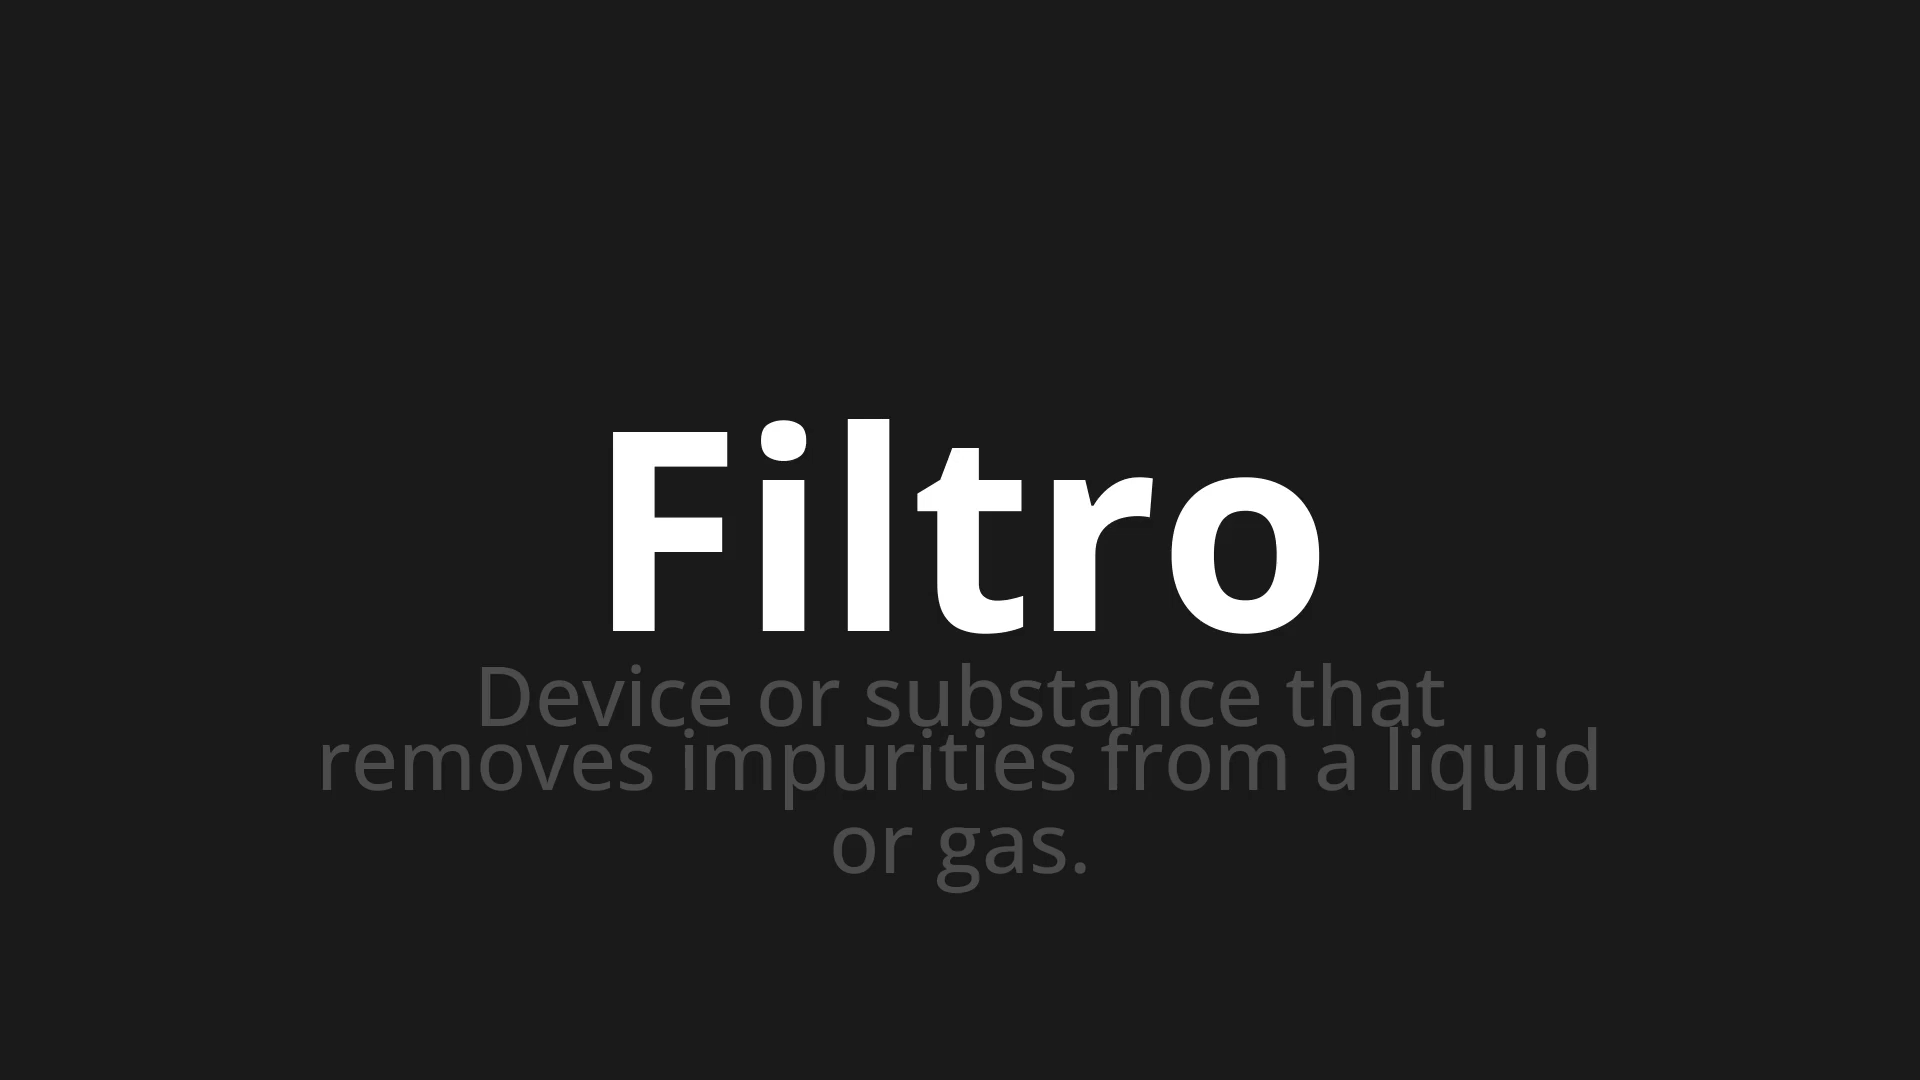 Filtro
Device or substance that
removes impurities from a liquid
or gas.